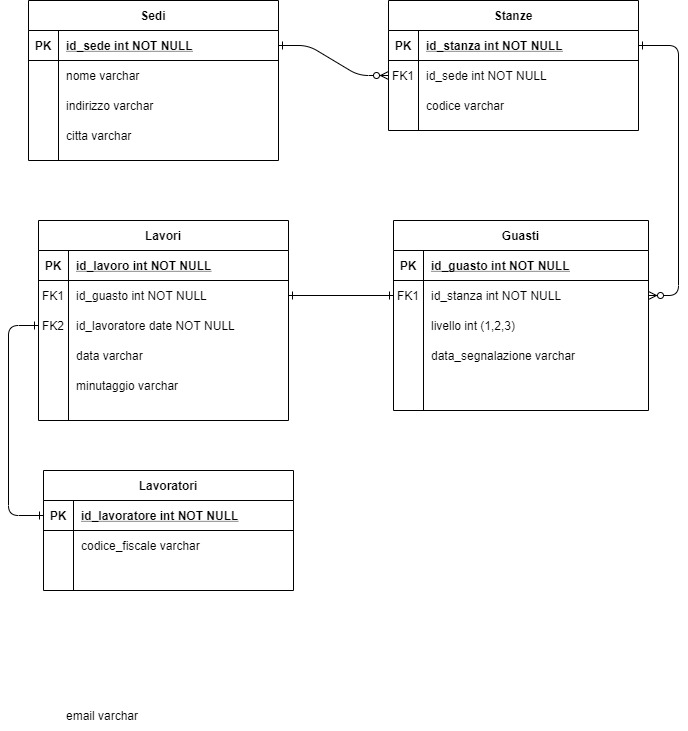 Sedi
PK id_sede int NOT NULL
nome varchar
indirizzo varchar
citta varchar
Stanze
PK id_stanza int NOT NULL
FK1 id_sede int NOT NULL
codice varchar
Lavori
PK id_lavoro int NOT NULL
FK1 id_guasto int NOT NULL
FK2 id_lavoratore date NOT NULL
data varchar
minutaggio varchar
Guasti
PK id_guasto int NOT NULL
FK1 id_stanza int NOT NULL
livello int (1,2,3)
data_segnalazione varchar
Lavoratori
PK id_lavoratore int NOT NULL
codice_fiscale varchar
email varchar